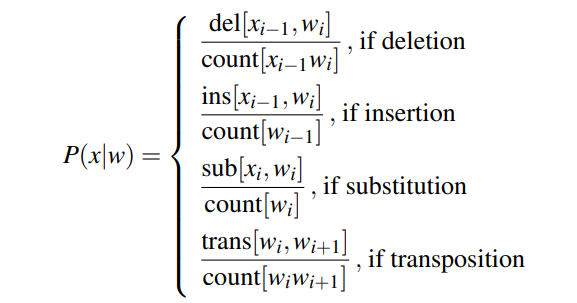 del[x_{i−1}, w_i]
count[x_{i−1}w_i] , if deletion
ins[x_{i−1}, w_i]
count[w_{i−1}] , if insertion
P(x|w) =
sub[x_i, w_i]
count[w_i] , if substitution
trans[w_i, w_{i+1}]
count[w_iw_{i+1}] , if transposition